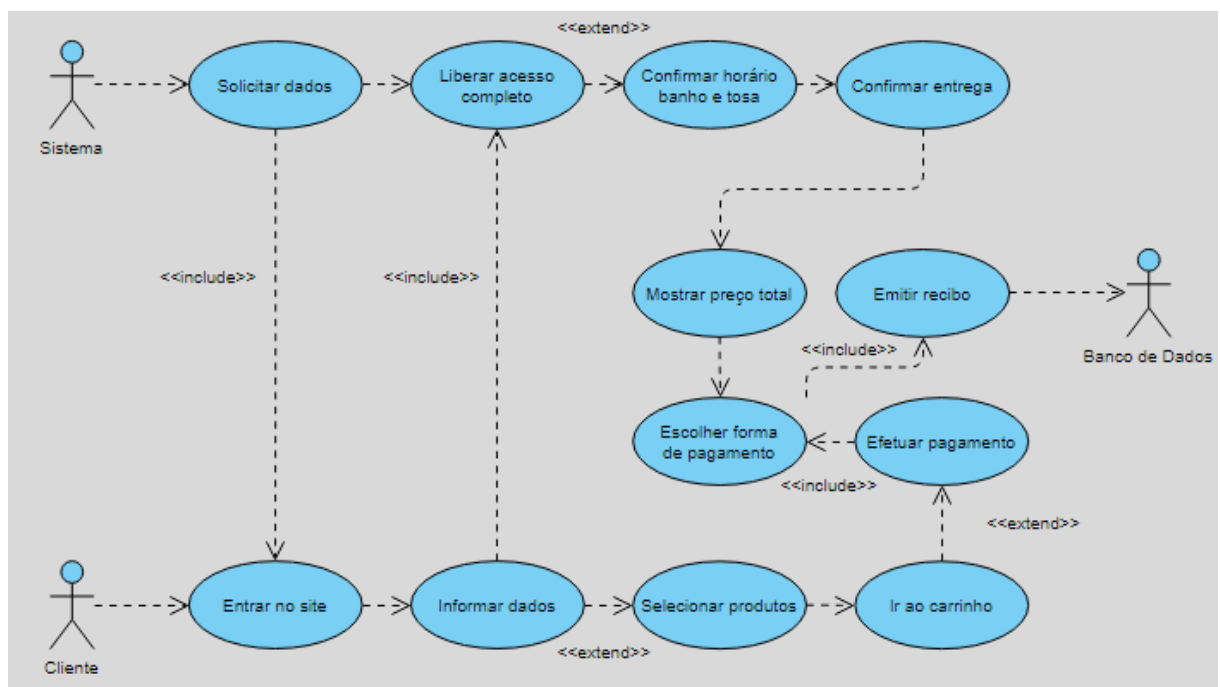 <<extend>>
Solicitar dados
Liberar acesso
completo
Confirmar horário
banho e tosa
Confirmar entrega
Sistema
<<include>>
<<include>>
Mostrar preço total
Emitir recibo
Banco de Dados
<<include>>
Escolher forma
de pagamento
Efetuar pagamento
<<include>>
<<extend>>
Entrar no site
Informar dados
Selecionar produtos
Ir ao carrinho
<<extend>>
Cliente